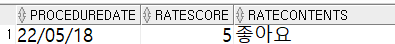 PROCEDUREDATE RATESCORE RATECONTENTS
1 22/05/18 5 좋아요